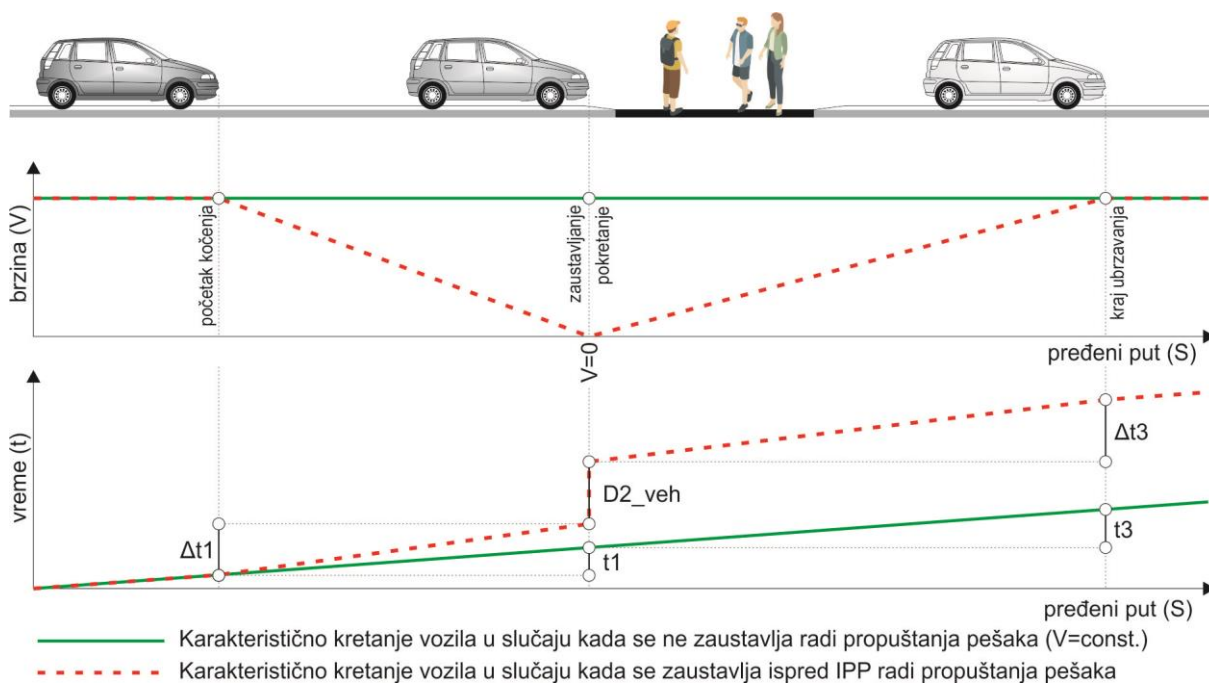 brzina (V)
početak kočenja
zaustavljanje
pokretanje
kraj ubrzavanja
pređeni put (S)
V=0
vreme (t)
Δt1
D2_veh
t1
Δt3
t3
pređeni put (S)
Karakteristično kretanje vozila u slučaju kada se ne zaustavlja radi propuštanja pešaka (V=const.)
Karakteristično kretanje vozila u slučaju kada se zaustavlja ispred IPP radi propuštanja pešaka